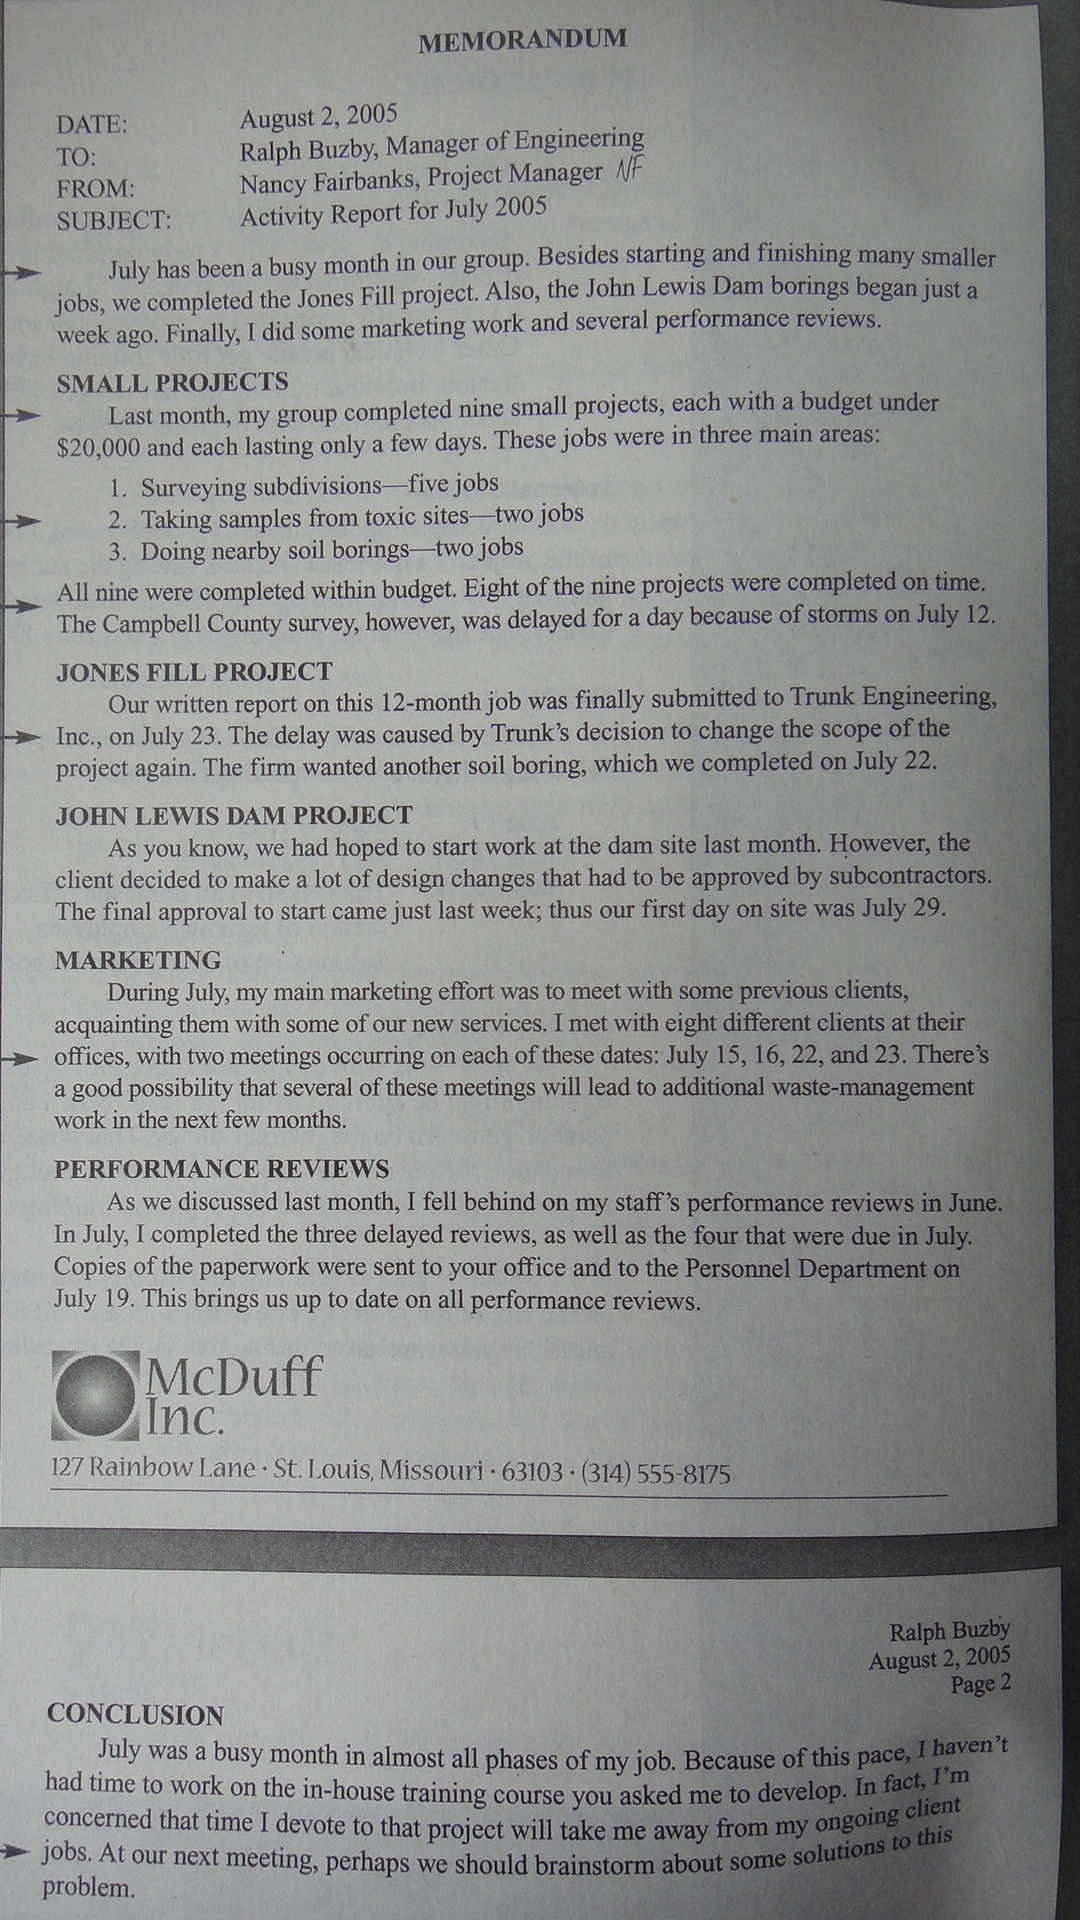 MEMORANDUM
DATE: August 2, 2005
TO: Ralph Buzby, Manager of Engineering
FROM: Nancy Fairbanks, Project Manager NF
SUBJECT: Activity Report for July 2005
July has been a busy month in our group. Besides starting and finishing many smaller
jobs, we completed the Jones Fill project. Also, the John Lewis Dam borings began just a
week ago. Finally, I did some marketing work and several performance reviews.
SMALL PROJECTS
Last month, my group completed nine small projects, each with a budget under
$20,000 and each lasting only a few days. These jobs were in three main areas:
1. Surveying subdivisions—five jobs
2. Taking samples from toxic sites—two jobs
3. Doing nearby soil borings—two jobs
All nine were completed within budget. Eight of the nine projects were completed on time.
The Campbell County survey, however, was delayed for a day because of storms on July 12.
JONES FILL PROJECT
Our written report on this 12-month job was finally submitted to Trunk Engineering,
Inc., on July 23. The delay was caused by Trunk's decision to change the scope of the
project again. The firm wanted another soil boring, which we completed on July 22.
JOHN LEWIS DAM PROJECT
As you know, we had hoped to start work at the dam site last month. However, the
client decided to make a lot of design changes that had to be approved by subcontractors.
The final approval to start came just last week; thus our first day on site was July 29.
MARKETING
During July, my main marketing effort was to meet with some previous clients,
acquainting them with some of our new services. I met with eight different clients at their
offices, with two meetings occurring on each of these dates: July 15, 16, 22, and 23. There's
a good possibility that several of these meetings will lead to additional waste-management
work in the next few months.
PERFORMANCE REVIEWS
As we discussed last month, I fell behind on my staff's performance reviews in June.
In July, I completed the three delayed reviews, as well as the four that were due in July.
Copies of the paperwork were sent to your office and to the Personnel Department on
July 19. This brings us up to date on all performance reviews.
McDuff
Inc.
127 Rainbow Lane · St. Louis, Missouri · 63103 · (314) 555-8175
Ralph Buzby
August 2, 2005
Page 2
CONCLUSION
July was a busy month in almost all phases of my job. Because of this pace, I haven't
had time to work on the in-house training course you asked me to develop. In fact, I'm
concerned that time I devote to that project will take me away from my ongoing client
jobs. At our next meeting, perhaps we should brainstorm about some solutions to this
problem.